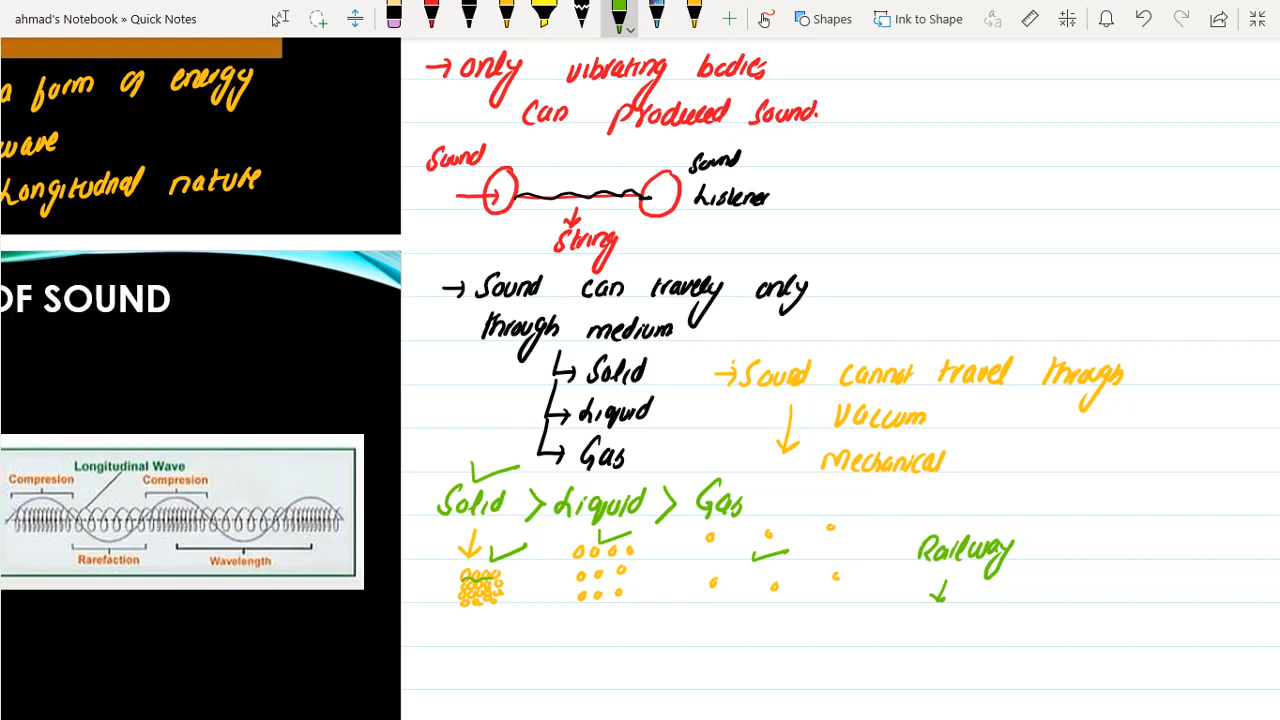 ahmad's Notebook » Quick Notes
Shapes
Ink to Shape
a form of energy
wave
Longitudnal nature
OF SOUND
Longitudinal Wave
Compresion
Compresion
Rarefaction
Wavelength
→ only vibrating bodies
can produced sound.
Sound
Sound
Listener
String
→ Sound can travely only
through medium
→ Solid
→ Liquid
→ Gas
→ Sound cannot travel through
Vaccum
Mechanical
Solid > Liquid > Gas
Railway